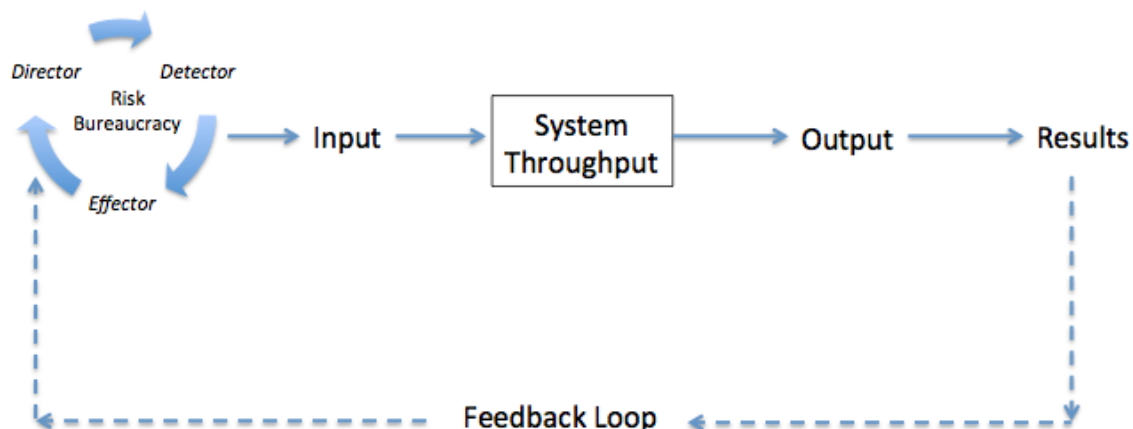 Director
Detector
Risk
Bureaucracy
Effector
Input
System
Throughput
Output
Results
Feedback Loop